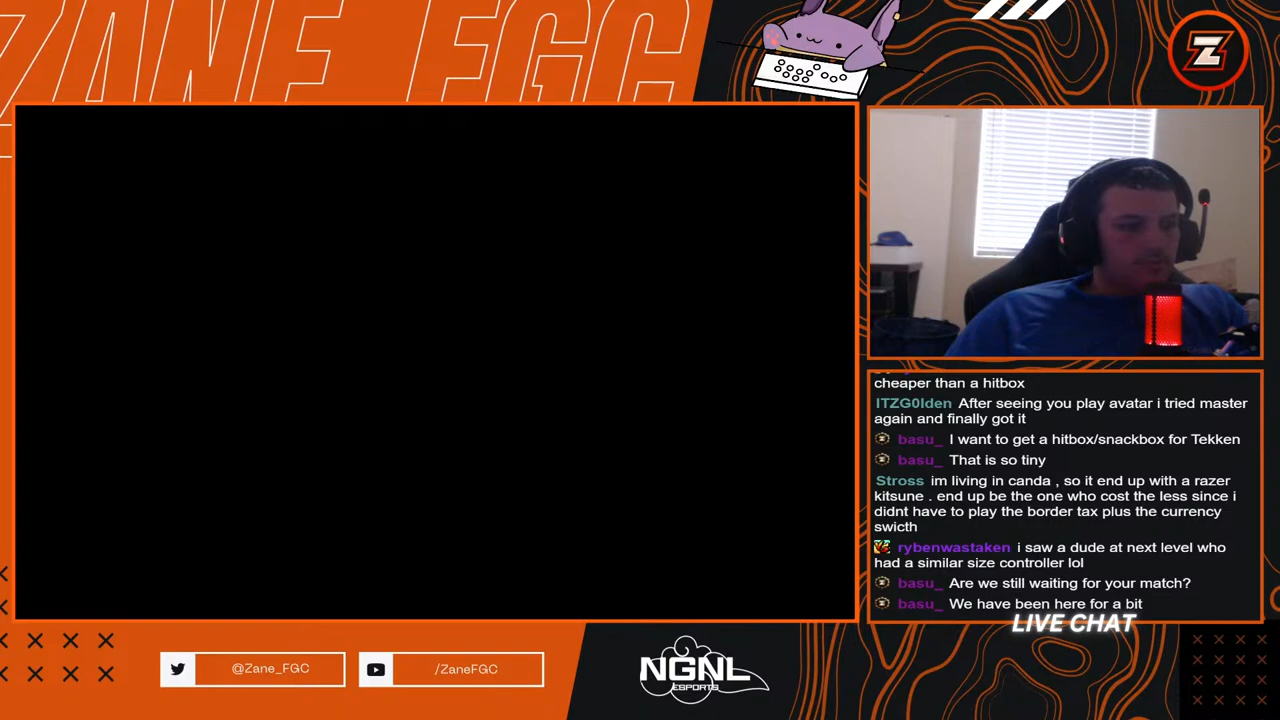 ZANE FGC
Z
cheaper than a hitbox
ITZG0lden After seeing you play avatar i tried master
again and finally got it
basu_ I want to get a hitbox/snackbox for Tekken
basu_ That is so tiny
Stross im living in canda , so it end up with a razer
kitsune . end up be the one who cost the less since i
didnt have to play the border tax plus the currency
swicth
rybenwastaken i saw a dude at next level who
had a similar size controller lol
basu_ Are we still waiting for your match?
basu_ We have been here for a bit
LIVE CHAT
@Zane_FGC
/ZaneFGC
NGNL
ESPORTS